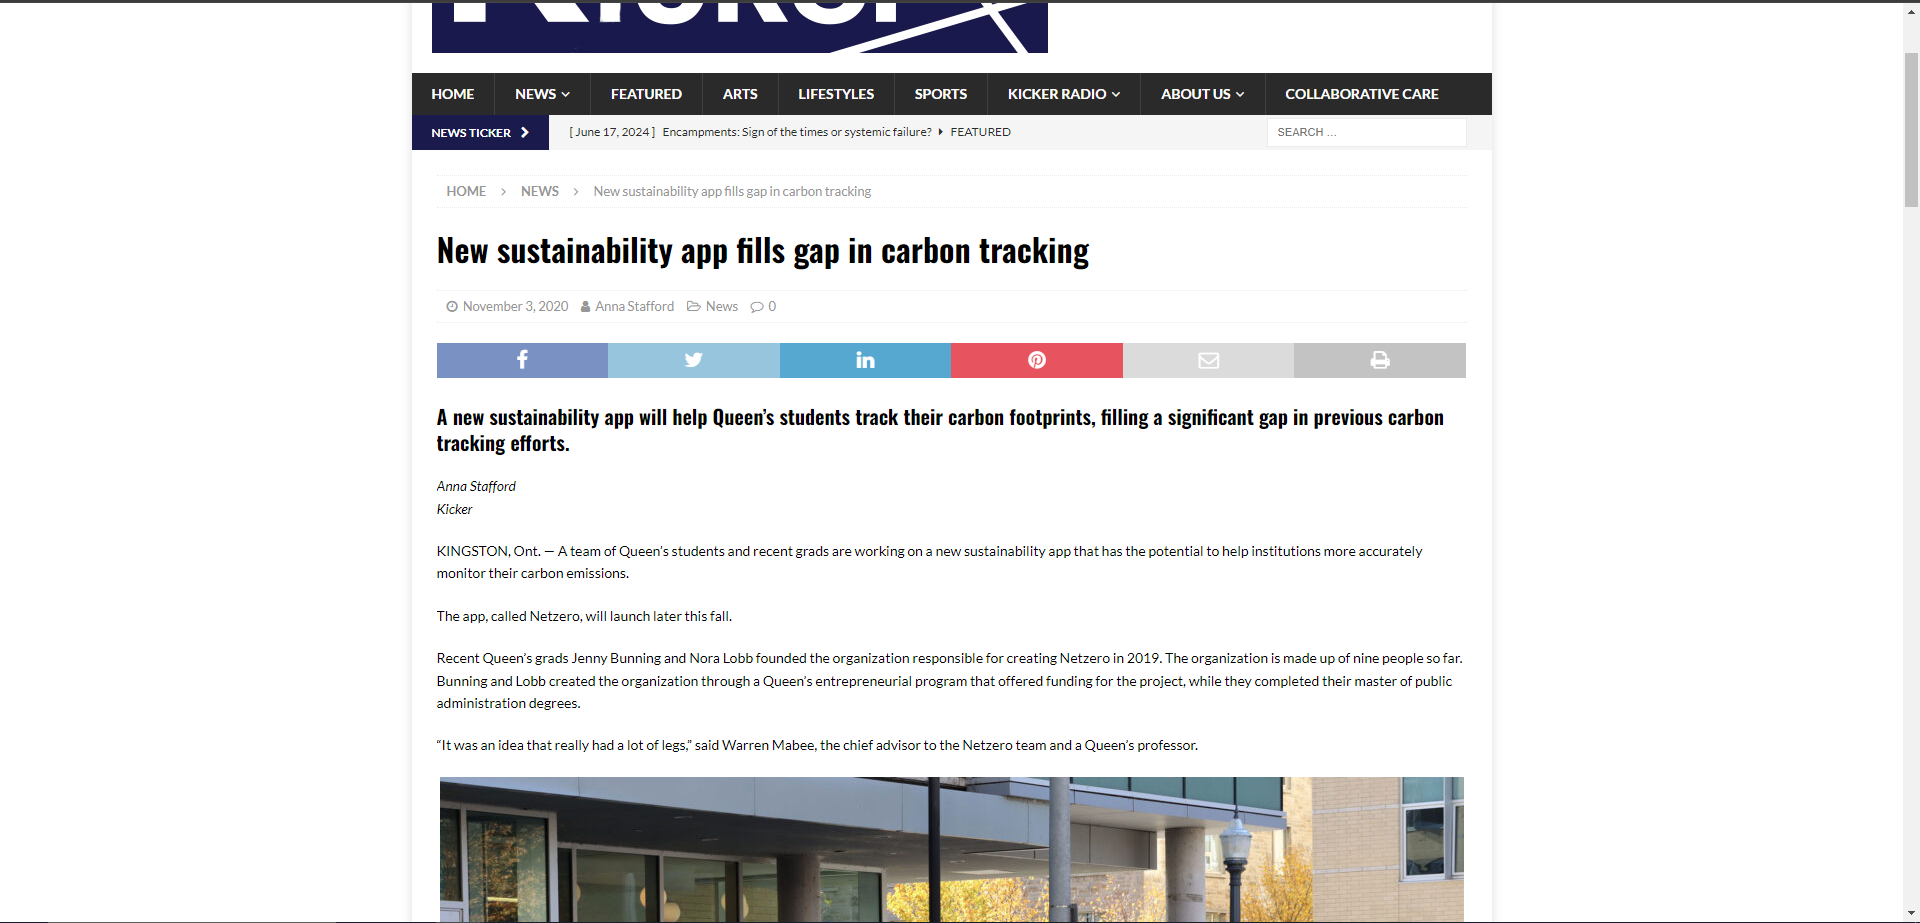 Kicker
HOME NEWS FEATURED ARTS LIFESTYLES SPORTS KICKER RADIO ABOUT US COLLABORATIVE CARE
NEWS TICKER [ June 17, 2024 ] Encampments: Sign of the times or systemic failure? FEATURED SEARCH …
HOME NEWS New sustainability app fills gap in carbon tracking
New sustainability app fills gap in carbon tracking
November 3, 2020 Anna Stafford News 0
A new sustainability app will help Queen’s students track their carbon footprints, filling a significant gap in previous carbon
tracking efforts.
Anna Stafford
Kicker
KINGSTON, Ont. — A team of Queen’s students and recent grads are working on a new sustainability app that has the potential to help institutions more accurately
monitor their carbon emissions.
The app, called Netzero, will launch later this fall.
Recent Queen’s grads Jenny Bunning and Nora Lobb founded the organization responsible for creating Netzero in 2019. The organization is made up of nine people so far.
Bunning and Lobb created the organization through a Queen’s entrepreneurial program that offered funding for the project, while they completed their master of public
administration degrees.
“It was an idea that really had a lot of legs,” said Warren Mabee, the chief advisor to the Netzero team and a Queen’s professor.